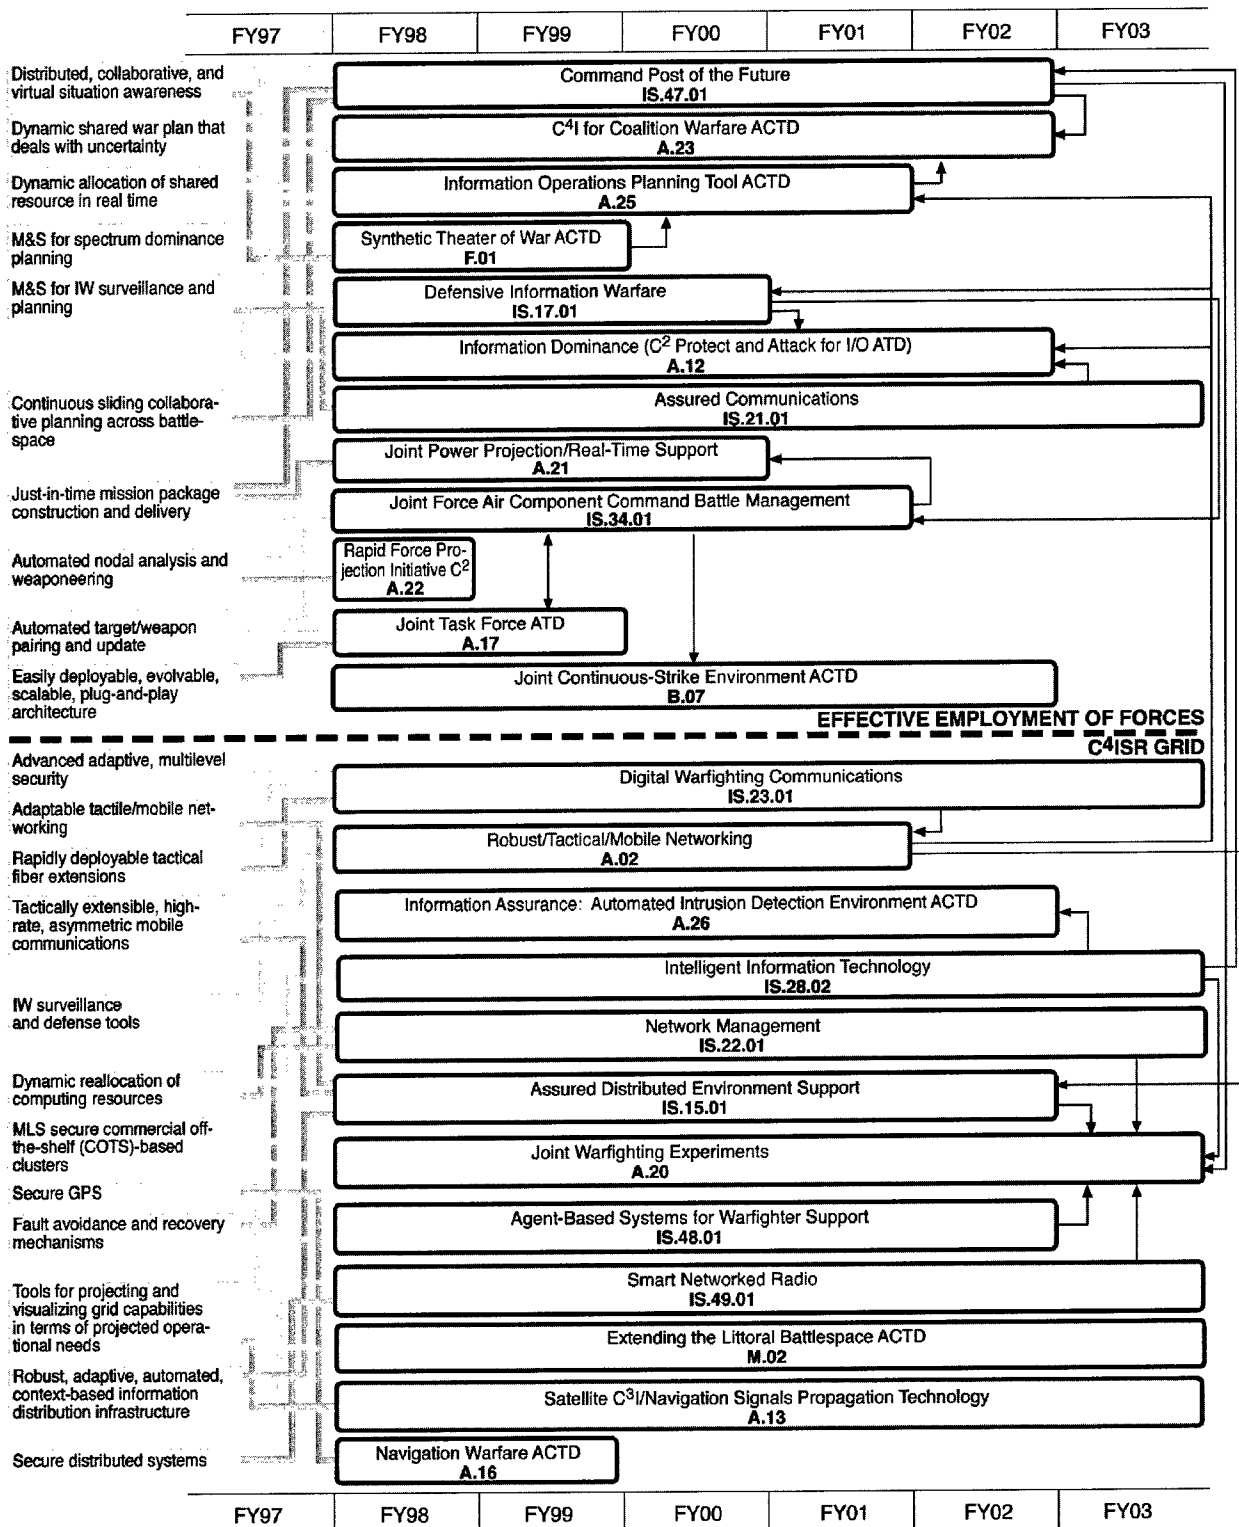 FY97 FY98 FY99 FY00 FY01 FY02 FY03
Distributed, collaborative, and
virtual situation awareness
Command Post of the Future
IS.47.01
Dynamic shared war plan that
deals with uncertainty
C⁴I for Coalition Warfare ACTD
A.23
Dynamic allocation of shared
resource in real time
Information Operations Planning Tool ACTD
A.25
M&S for spectrum dominance
planning
Synthetic Theater of War ACTD
F.01
M&S for IW surveillance and
planning
Defensive Information Warfare
IS.17.01
Information Dominance (C² Protect and Attack for I/O ATD)
A.12
Continuous sliding collabora-
tive planning across battle-
space
Assured Communications
IS.21.01
Joint Power Projection/Real-Time Support
A.21
Just-in-time mission package
construction and delivery
Joint Force Air Component Command Battle Management
IS.34.01
Automated nodal analysis and
weaponeering
Rapid Force Pro-
jection Initiative C²
A.22
Automated target/weapon
pairing and update
Joint Task Force ATD
A.17
Easily deployable, evolvable,
scalable, plug-and-play
architecture
Joint Continuous-Strike Environment ACTD
B.07
EFFECTIVE EMPLOYMENT OF FORCES
C⁴ISR GRID
Advanced adaptive, multilevel
security
Digital Warfighting Communications
IS.23.01
Adaptable tactile/mobile net-
working
Robust/Tactical/Mobile Networking
A.02
Rapidly deployable tactical
fiber extensions
Tactically extensible, high-
rate, asymmetric mobile
communications
Information Assurance: Automated Intrusion Detection Environment ACTD
A.26
Intelligent Information Technology
IS.28.02
IW surveillance
and defense tools
Network Management
IS.22.01
Dynamic reallocation of
computing resources
Assured Distributed Environment Support
IS.15.01
MLS secure commercial off-
the-shelf (COTS)-based
clusters
Joint Warfighting Experiments
A.20
Secure GPS
Fault avoidance and recovery
mechanisms
Agent-Based Systems for Warfighter Support
IS.48.01
Tools for projecting and
visualizing grid capabilities
in terms of projected opera-
tional needs
Smart Networked Radio
IS.49.01
Extending the Littoral Battlespace ACTD
M.02
Robust, adaptive, automated,
context-based information
distribution infrastructure
Satellite C³I/Navigation Signals Propagation Technology
A.13
Secure distributed systems
Navigation Warfare ACTD
A.16
FY97 FY98 FY99 FY00 FY01 FY02 FY03